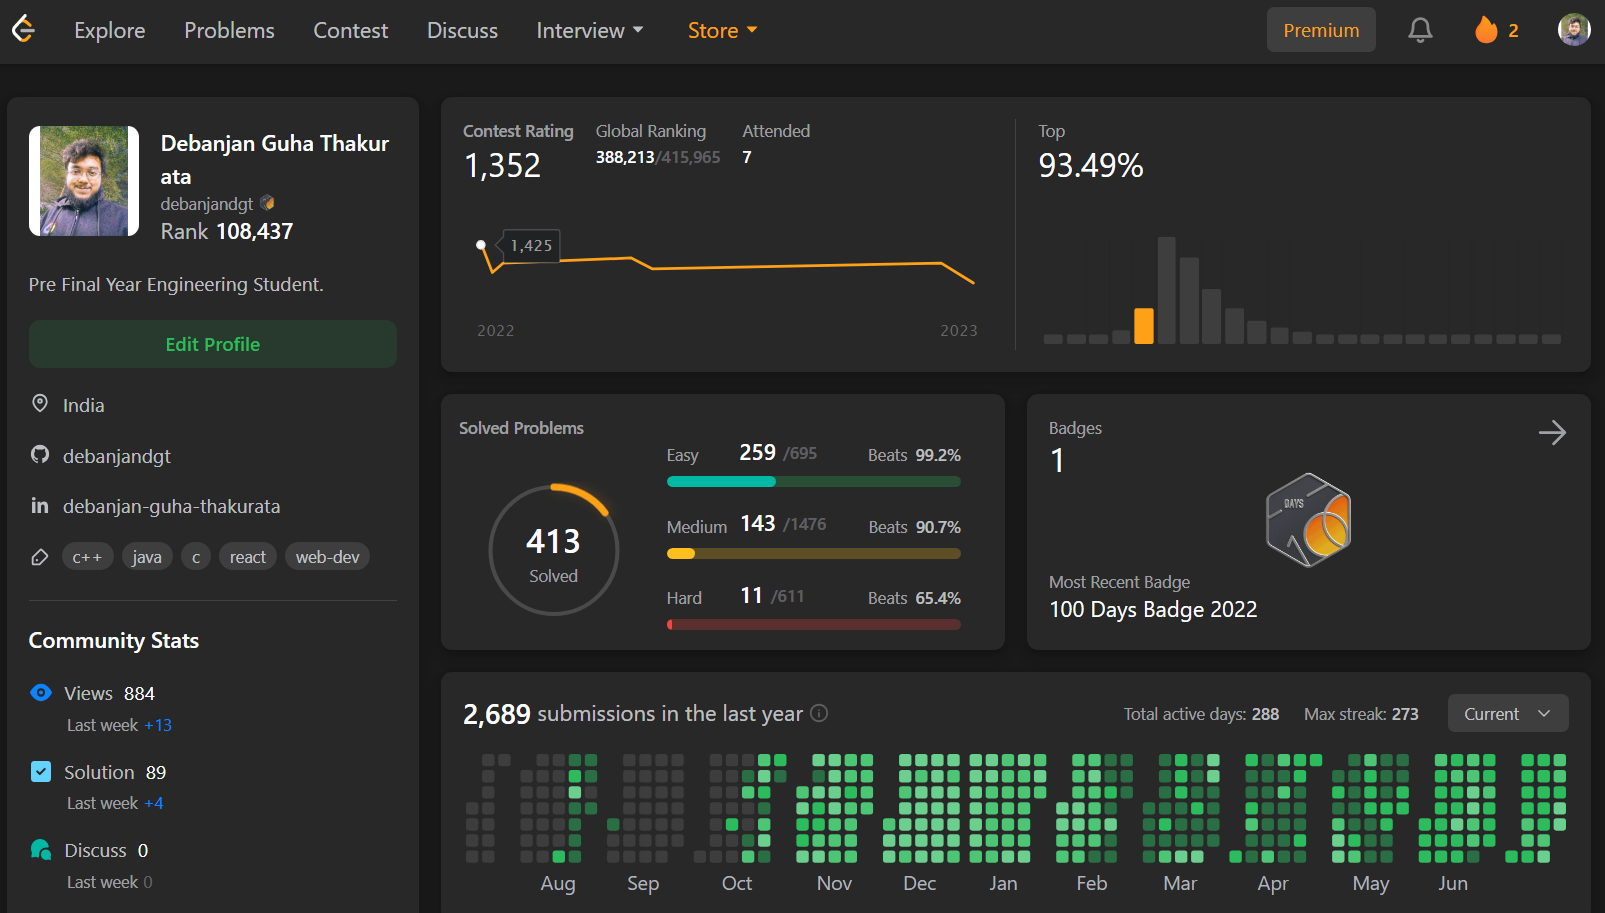 Explore Problems Contest Discuss Interview Store Premium 2
Debanjan Guha Thakur
ata
debanjandgt
Rank 108,437
Pre Final Year Engineering Student.
Edit Profile
India
debanjandgt
debanjan-guha-thakurata
c++ java c react web-dev
Community Stats
Views 884
Last week +13
Solution 89
Last week +4
Discuss 0
Last week 0
Contest Rating Global Ranking Attended
1,352 388,213/415,965 7
1,425
2022 2023
Top
93.49%
Solved Problems
413
Solved
Easy 259 /695 Beats 99.2%
Medium 143 /1476 Beats 90.7%
Hard 11 /611 Beats 65.4%
Badges
1
DAYS
Most Recent Badge
100 Days Badge 2022
2,689 submissions in the last year Total active days: 288 Max streak: 273 Current
Aug Sep Oct Nov Dec Jan Feb Mar Apr May Jun